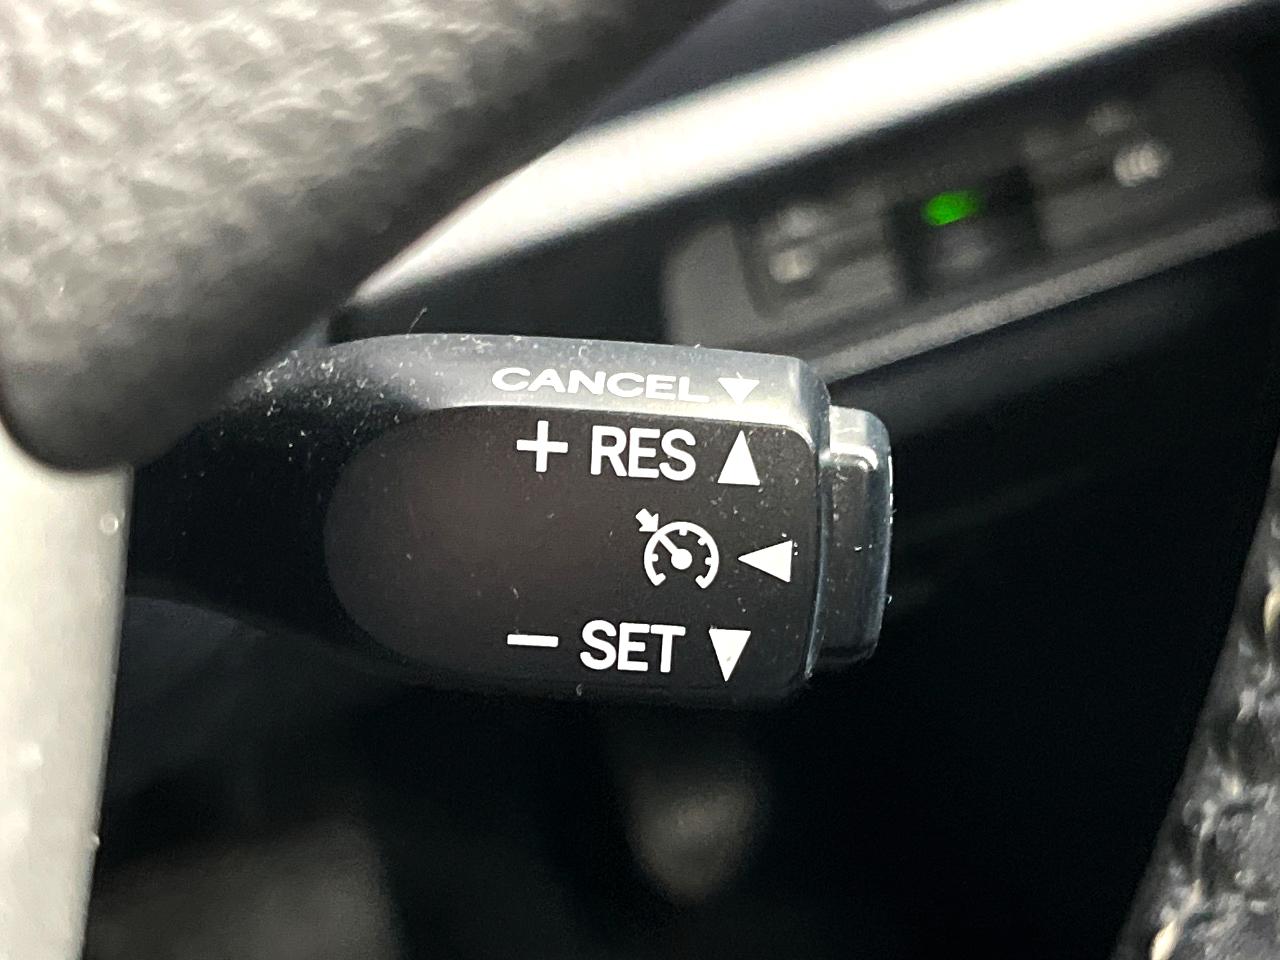 CANCEL ▼
+ RES ▲
◀
− SET ▼